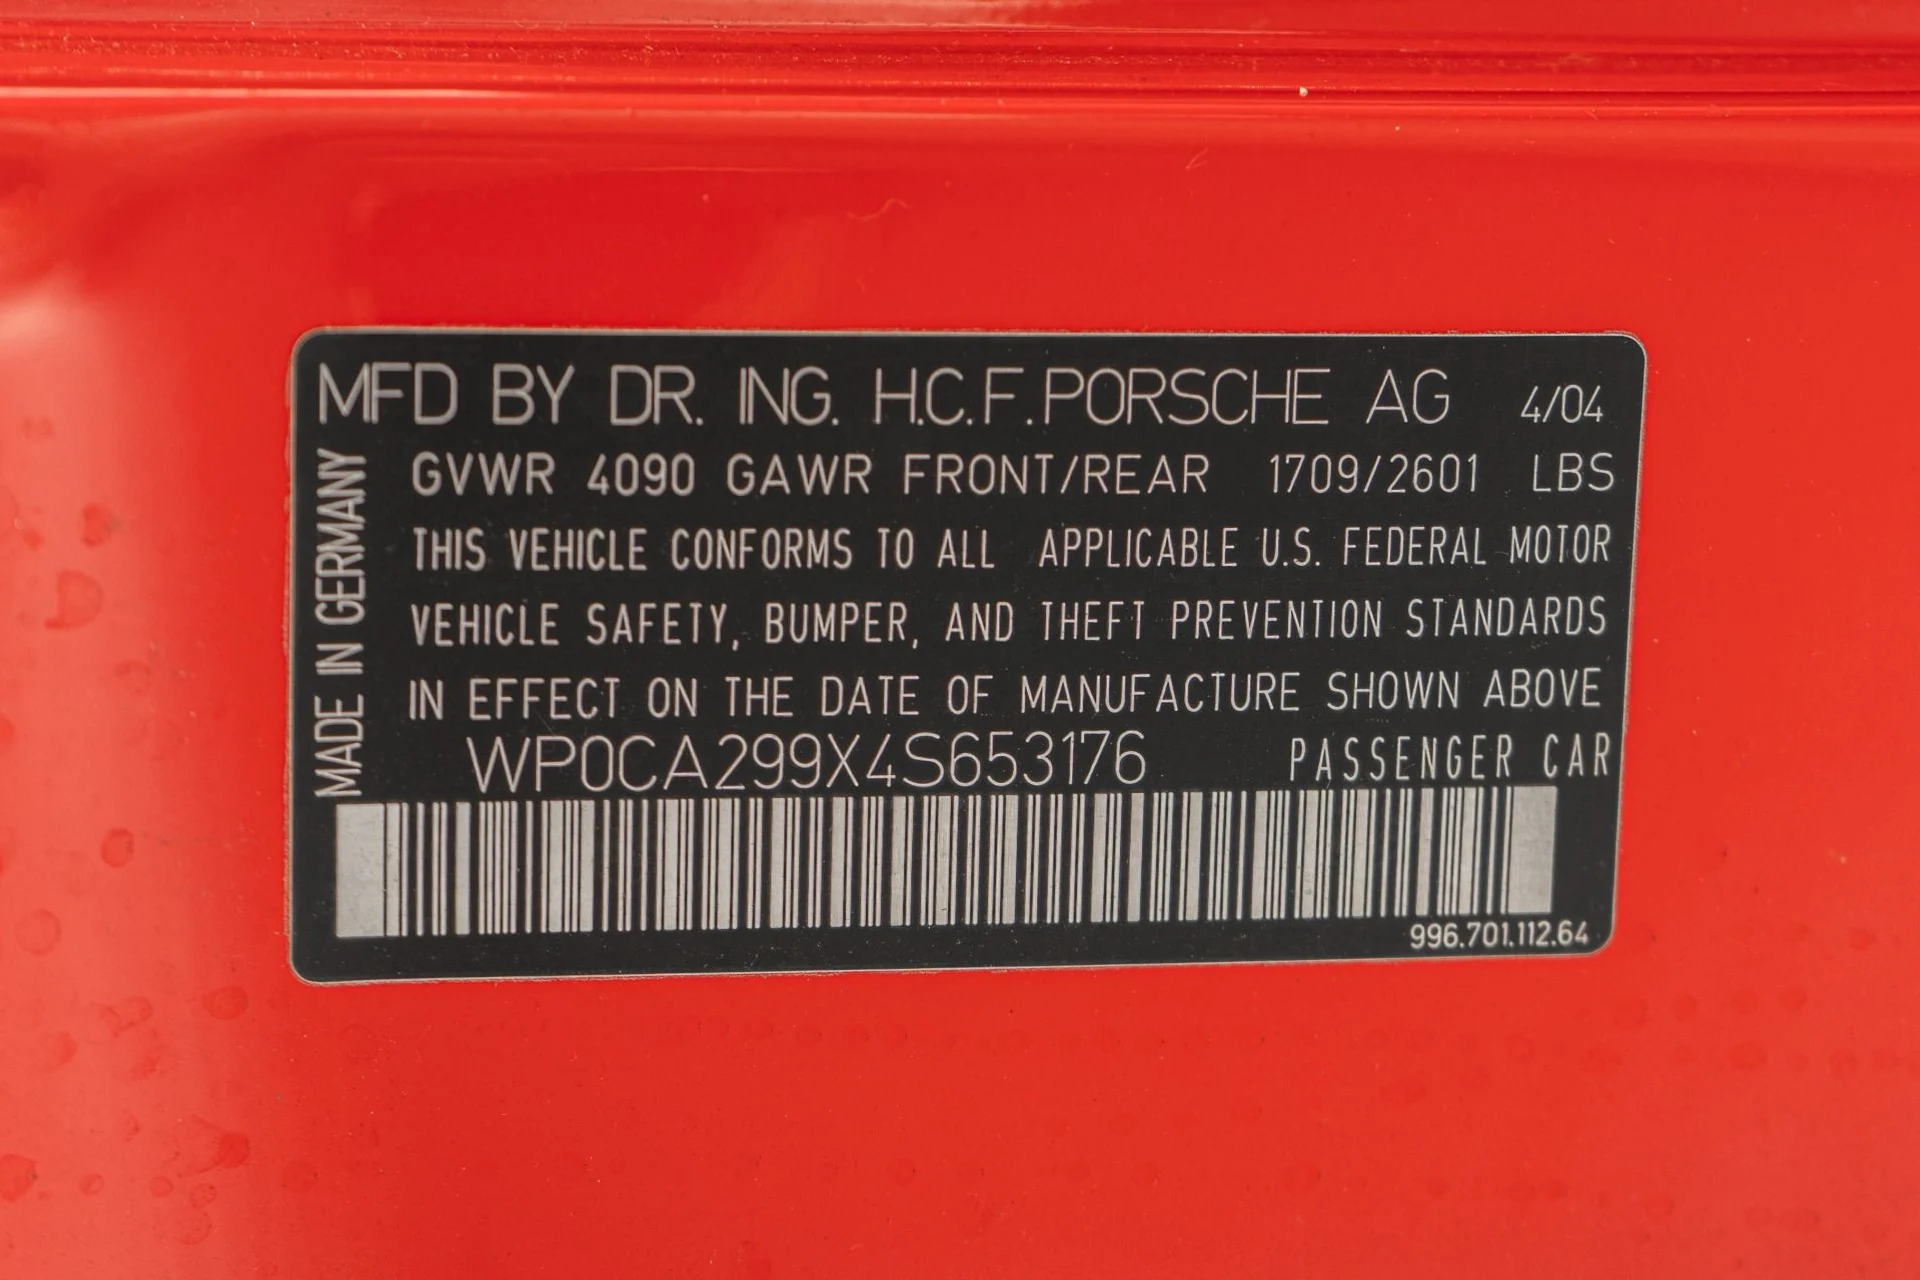 MFD BY DR. ING. H.C.F. PORSCHE AG 4/04
GVWR 4090 GAWR FRONT/REAR 1709/2601 LBS
THIS VEHICLE CONFORMS TO ALL APPLICABLE U.S. FEDERAL MOTOR
VEHICLE SAFETY, BUMPER, AND THEFT PREVENTION STANDARDS
IN EFFECT ON THE DATE OF MANUFACTURE SHOWN ABOVE
WP0CA299X4S653176 PASSENGER CAR
996.701.112.64
MADE IN GERMANY